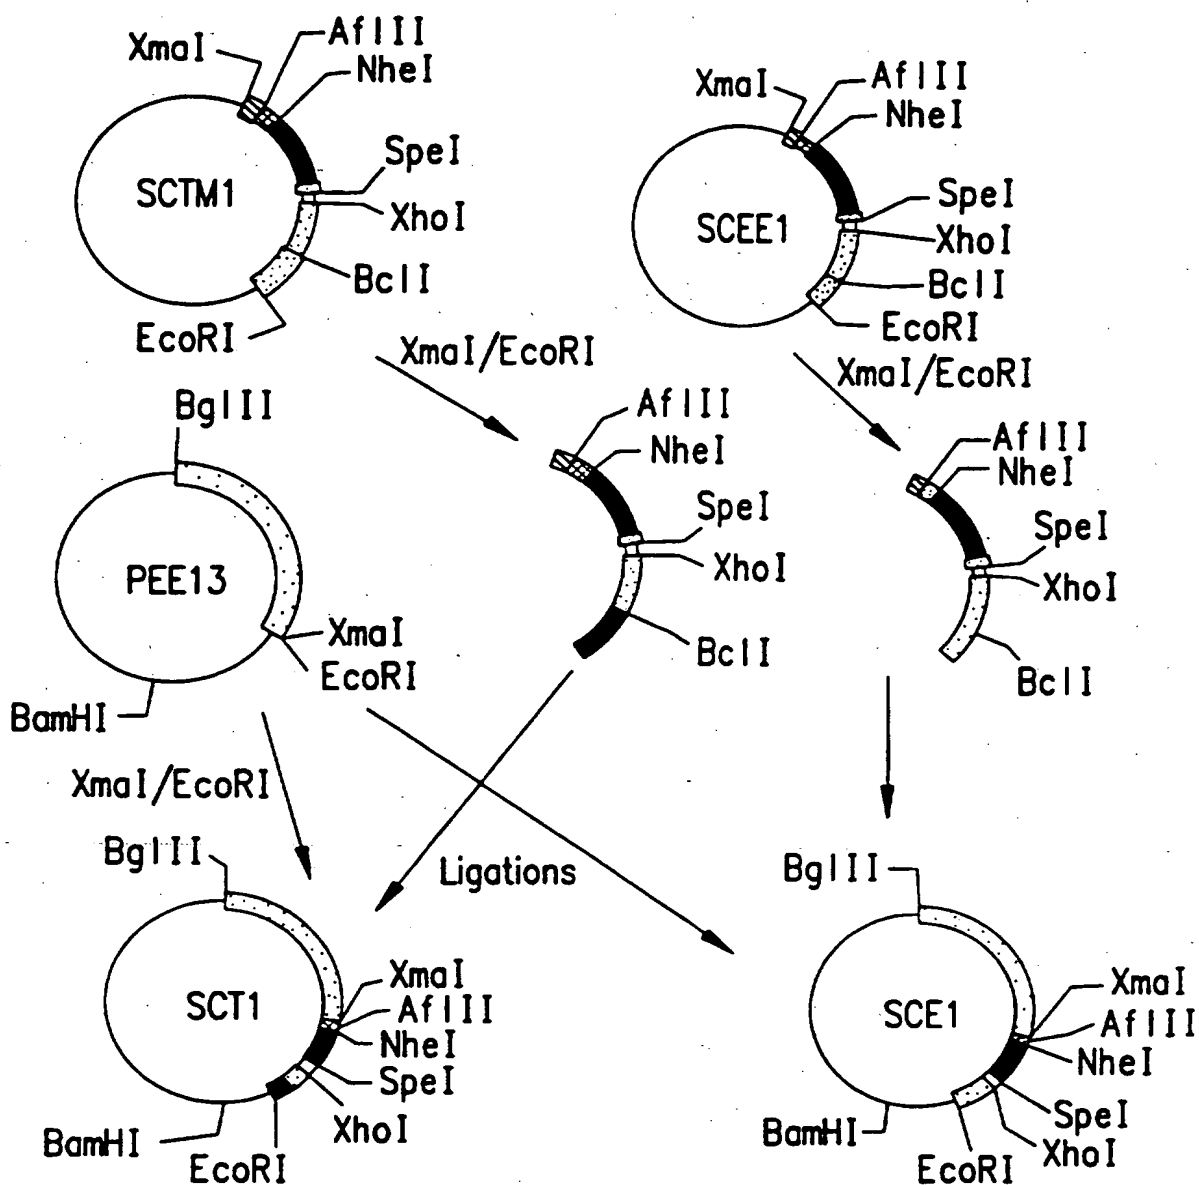 XmaI
AflII
NheI
SCTM1
SpeI
XhoI
BclI
EcoRI
XmaI
AflII
NheI
SCEE1
SpeI
XhoI
BclI
EcoRI
XmaI/EcoRI
XmaI/EcoRI
BglII
PEE13
XmaI
EcoRI
BamHI
AflII
NheI
SpeI
XhoI
BclI
AflII
NheI
SpeI
XhoI
BclI
XmaI/EcoRI
Ligations
BglII
SCT1
XmaI
AflII
NheI
SpeI
XhoI
EcoRI
BamHI
BglII
SCE1
XmaI
AflII
NheI
SpeI
XhoI
EcoRI
BamHI